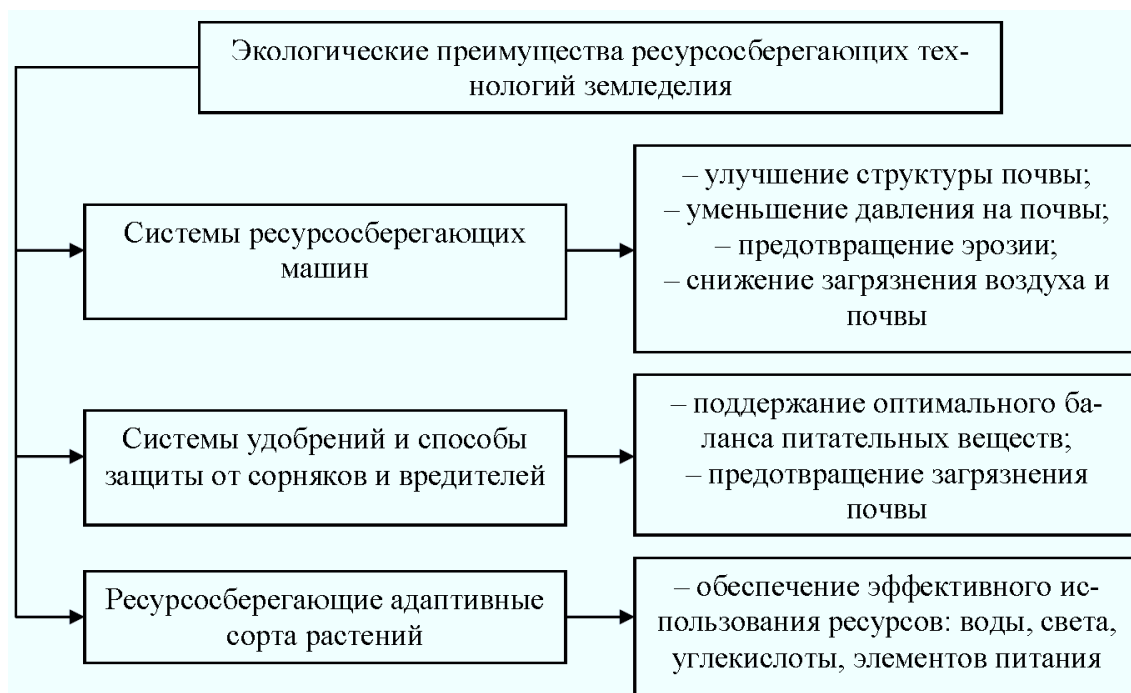 Экологические преимущества ресурсосберегающих тех-
нологий земледелия
Системы ресурсосберегающих
машин
– улучшение структуры почвы;
– уменьшение давления на почвы;
– предотвращение эрозии;
– снижение загрязнения воздуха и
почвы
Системы удобрений и способы
защиты от сорняков и вредителей
– поддержание оптимального ба-
ланса питательных веществ;
– предотвращение загрязнения
почвы
Ресурсосберегающие адаптивные
сорта растений
– обеспечение эффективного ис-
пользования ресурсов: воды, света,
углекислоты, элементов питания